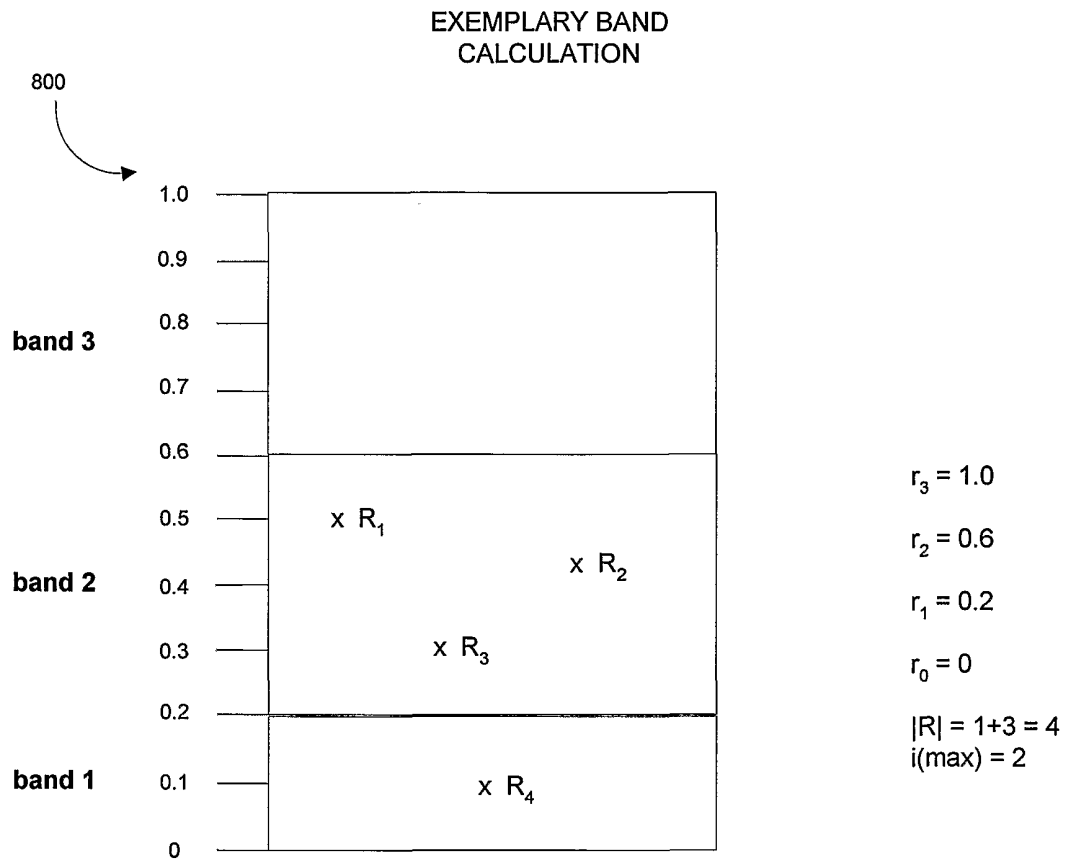 EXEMPLARY BAND
CALCULATION
800
1.0
0.9
0.8
band 3
0.7
0.6
r₃ = 1.0
0.5
x R₁
r₂ = 0.6
x R₂
band 2
0.4
r₁ = 0.2
0.3
x R₃
r₀ = 0
0.2
|R| = 1+3 = 4
i(max) = 2
band 1
0.1
x R₄
0